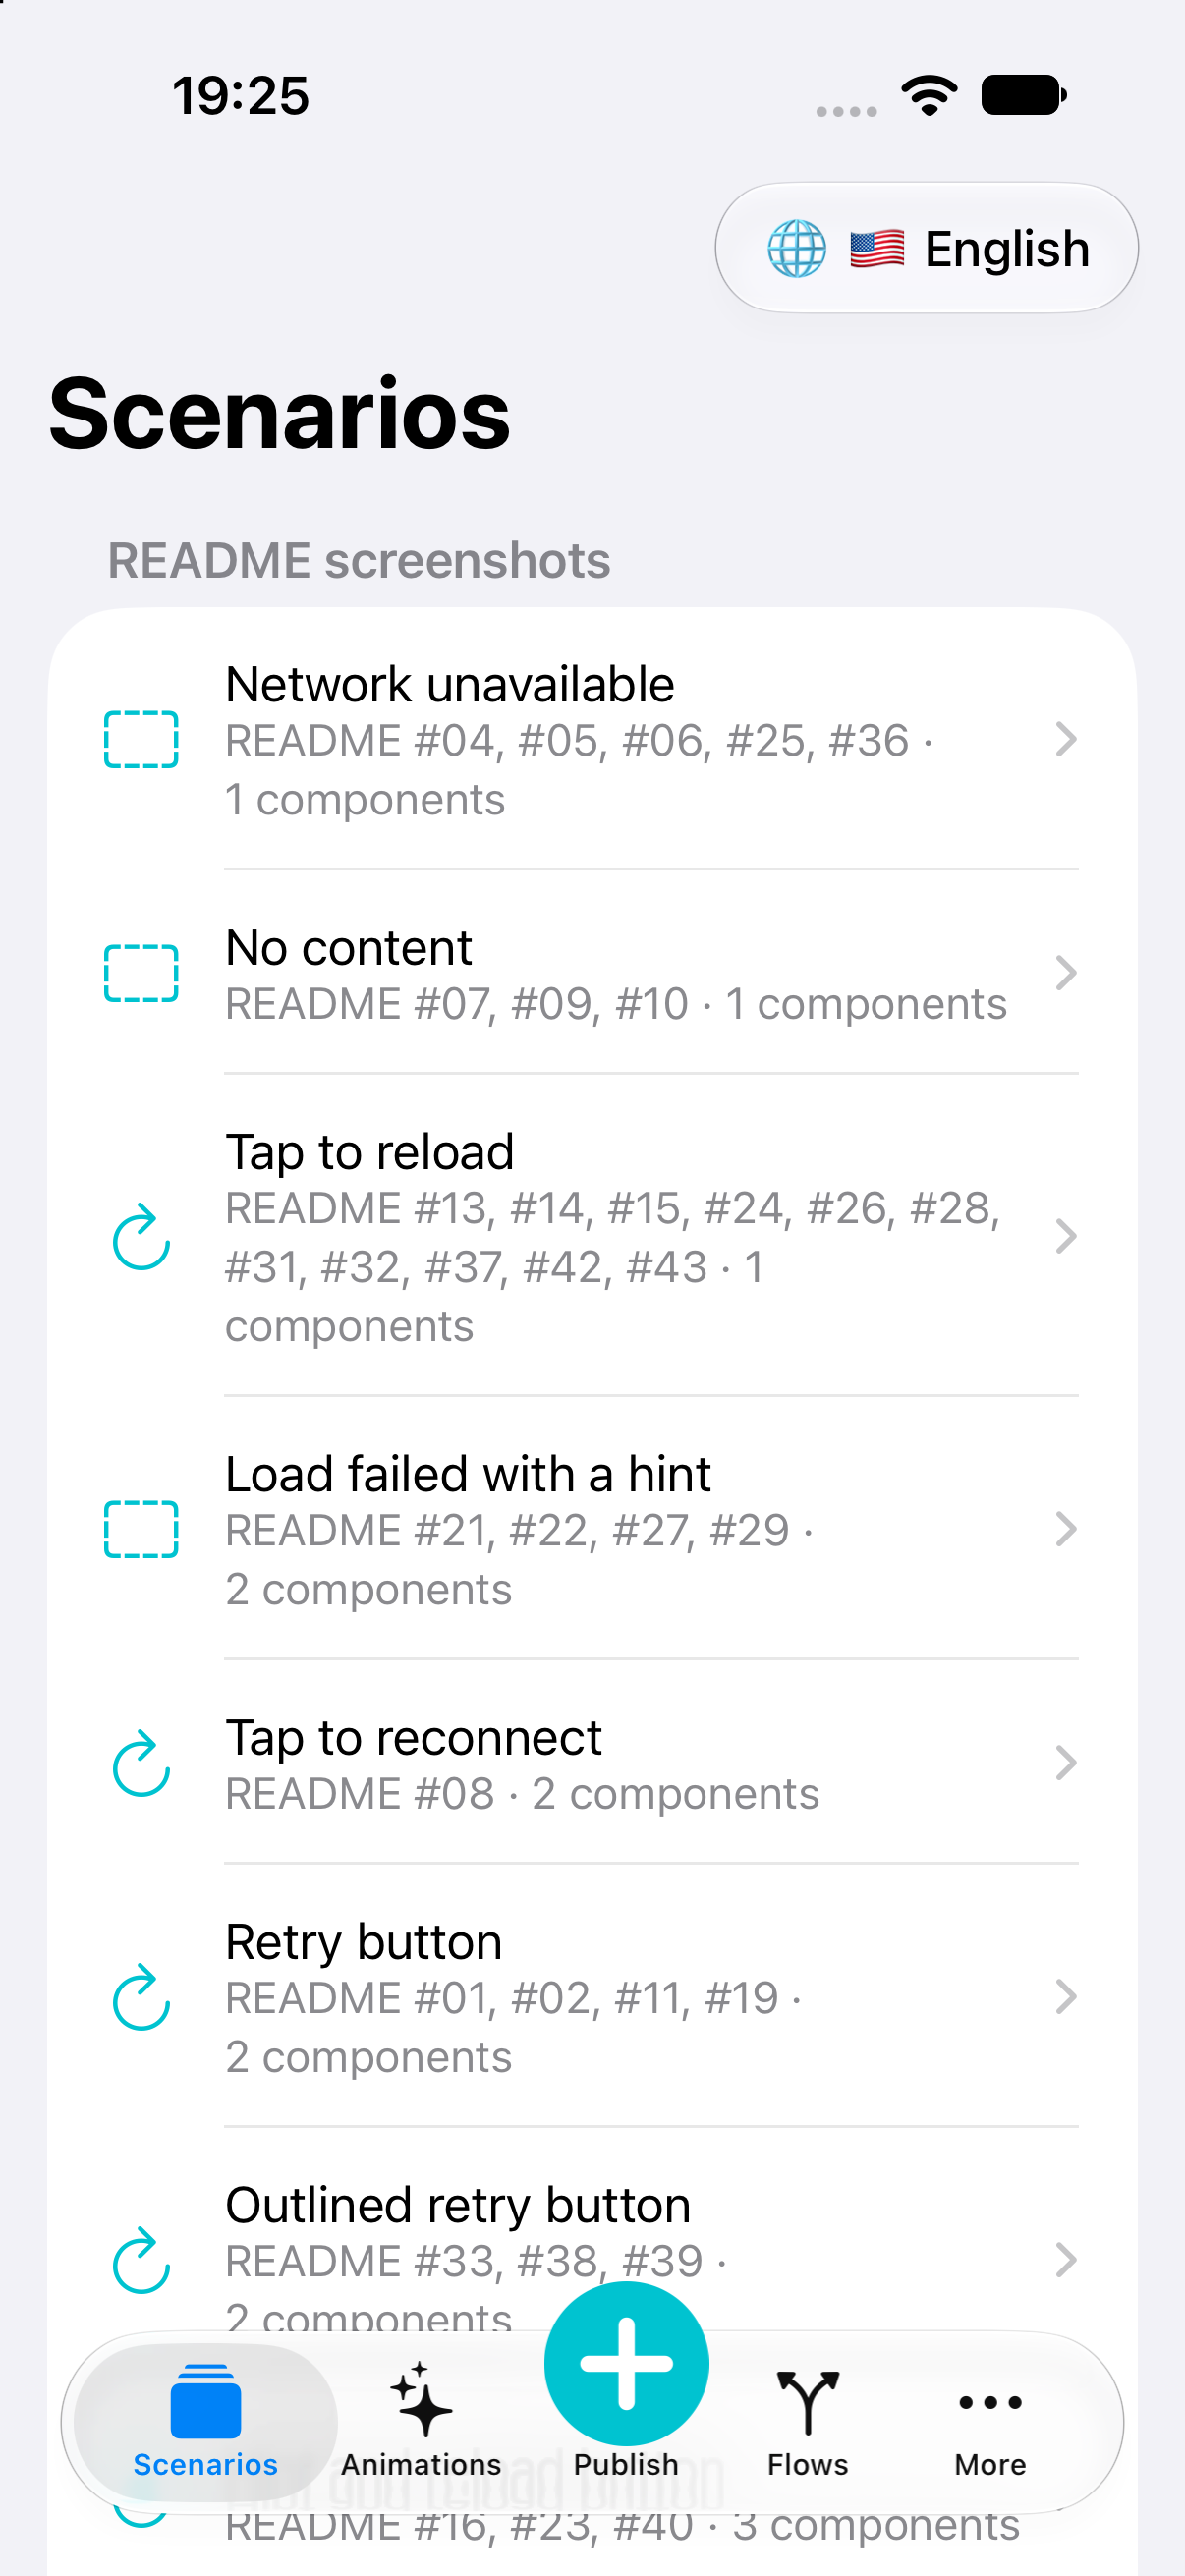 19:25
English
Scenarios
README screenshots
Network unavailable
README #04, #05, #06, #25, #36 ·
1 components
No content
README #07, #09, #10 · 1 components
Tap to reload
README #13, #14, #15, #24, #26, #28,
#31, #32, #37, #42, #43 · 1
components
Load failed with a hint
README #21, #22, #27, #29 ·
2 components
Tap to reconnect
README #08 · 2 components
Retry button
README #01, #02, #11, #19 ·
2 components
Outlined retry button
README #33, #38, #39 ·
2 components
Scenarios
Animations
Publish
Flows
More
README #16, #23, #40 · 3 components